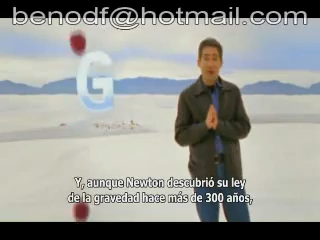 benodf@hotmail.com
G
Y, aunque Newton descubrió su ley
de la gravedad hace más de 300 años,